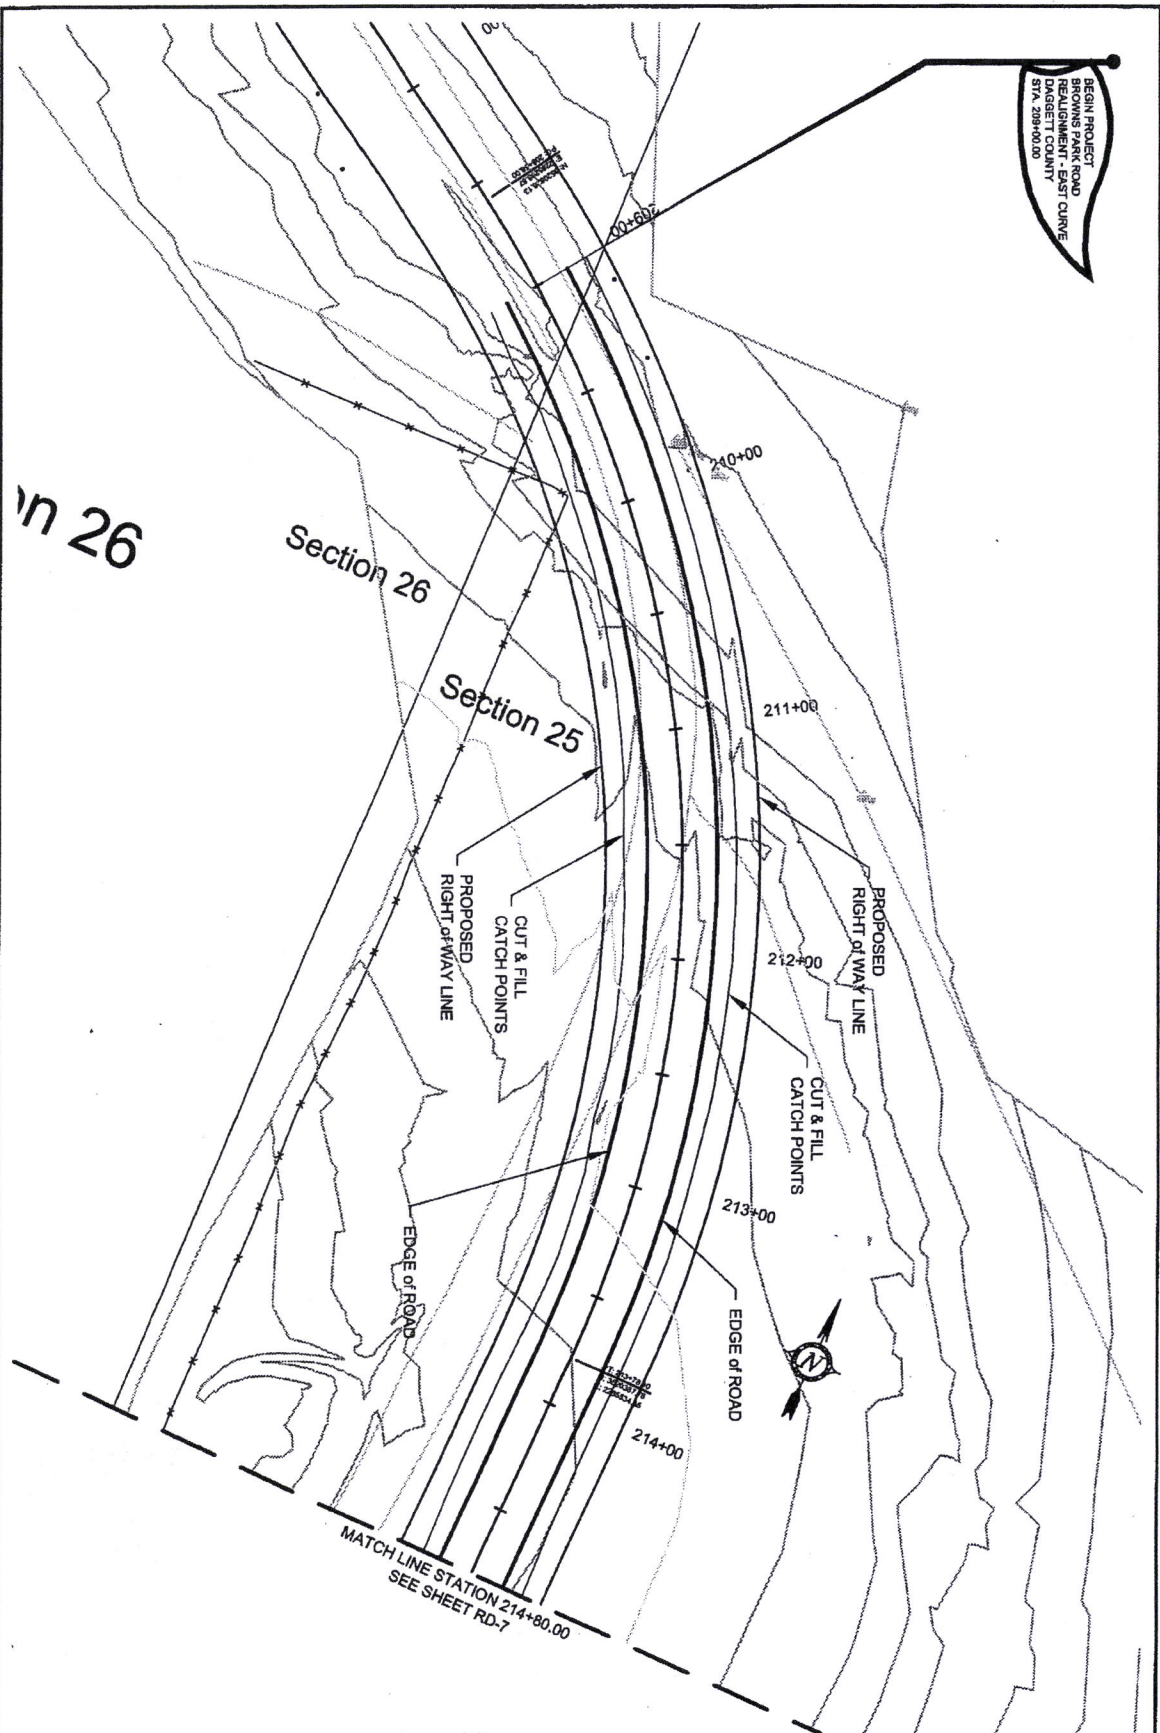 BEGIN PROJECT
BROWNS PARK ROAD
REALIGNMENT - EAST CURVE
DAGGETT COUNTY
STA. 209+00.00
00
209+00
210+00
on 26
Section 26
Section 25
211+00
PROPOSED
RIGHT of WAY LINE
CUT & FILL
CATCH POINTS
PROPOSED
RIGHT of WAY LINE
212+00
CUT & FILL
CATCH POINTS
213+00
EDGE of ROAD
EDGE of ROAD
N
214+00
MATCH LINE STATION 214+60.00
SEE SHEET RD-7